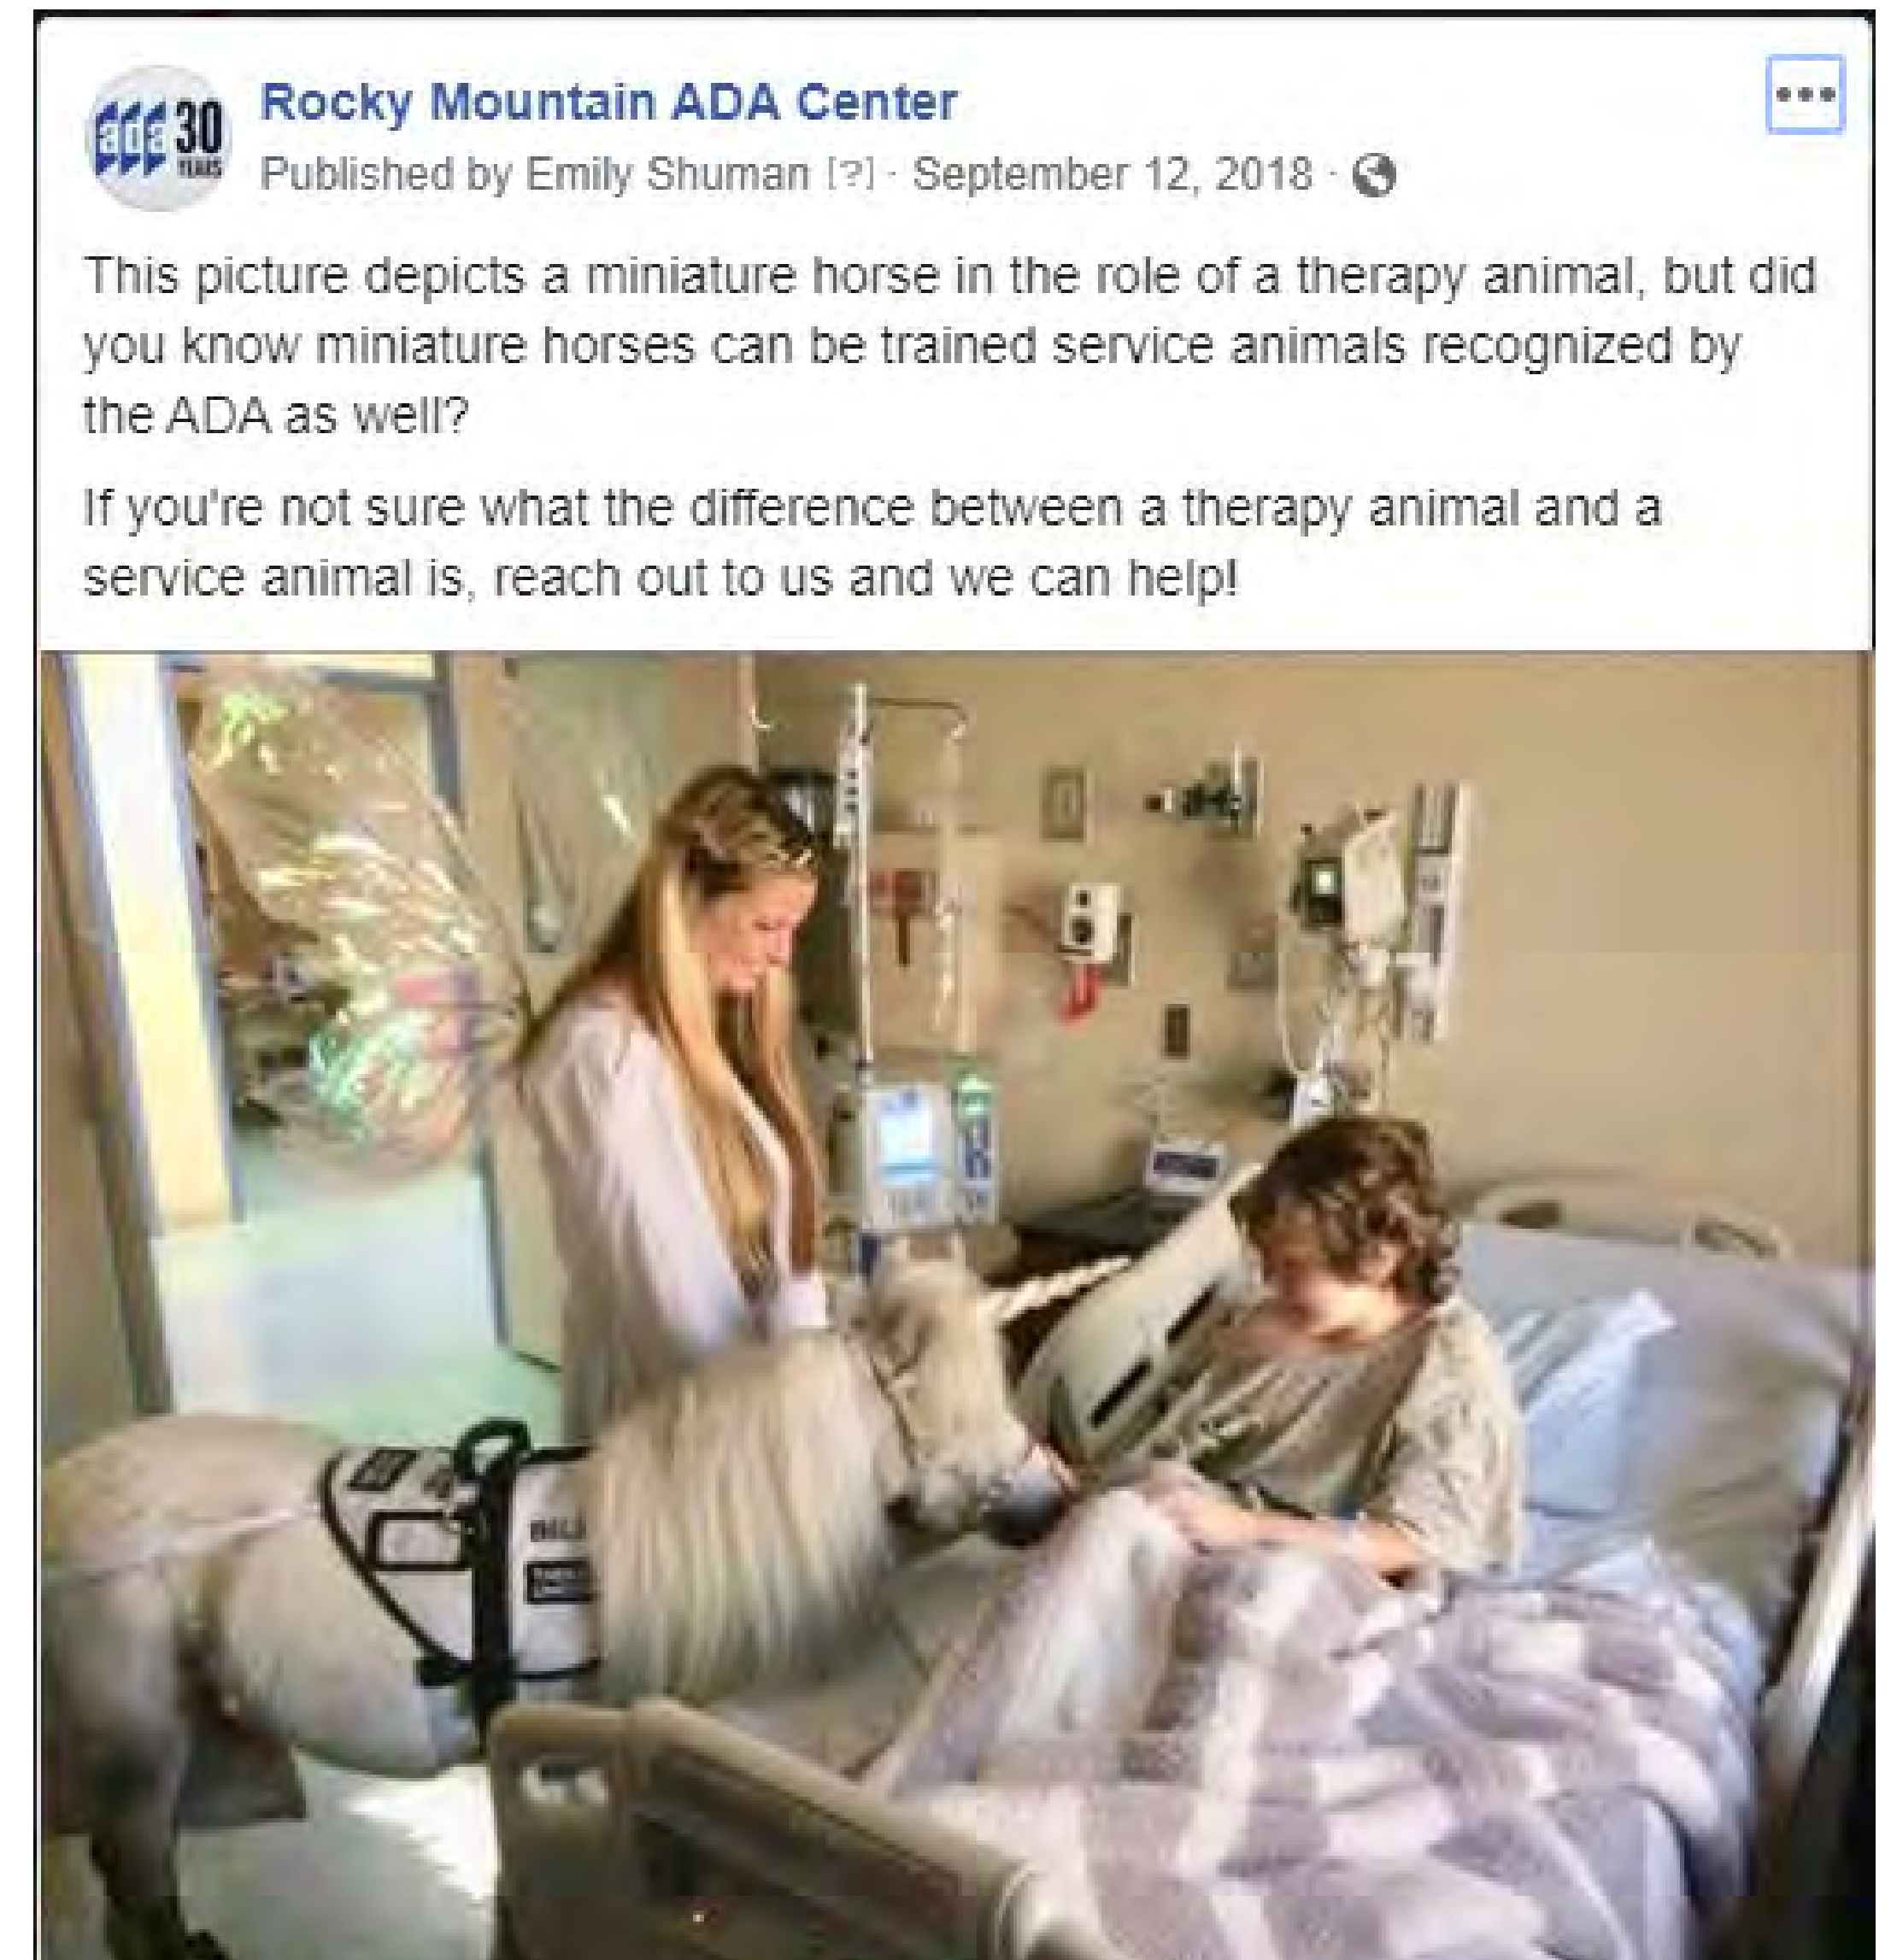 ada 30
YEARS
Rocky Mountain ADA Center
Published by Emily Shuman [?] · September 12, 2018 ·
This picture depicts a miniature horse in the role of a therapy animal, but did
you know miniature horses can be trained service animals recognized by
the ADA as well?
If you're not sure what the difference between a therapy animal and a
service animal is, reach out to us and we can help!